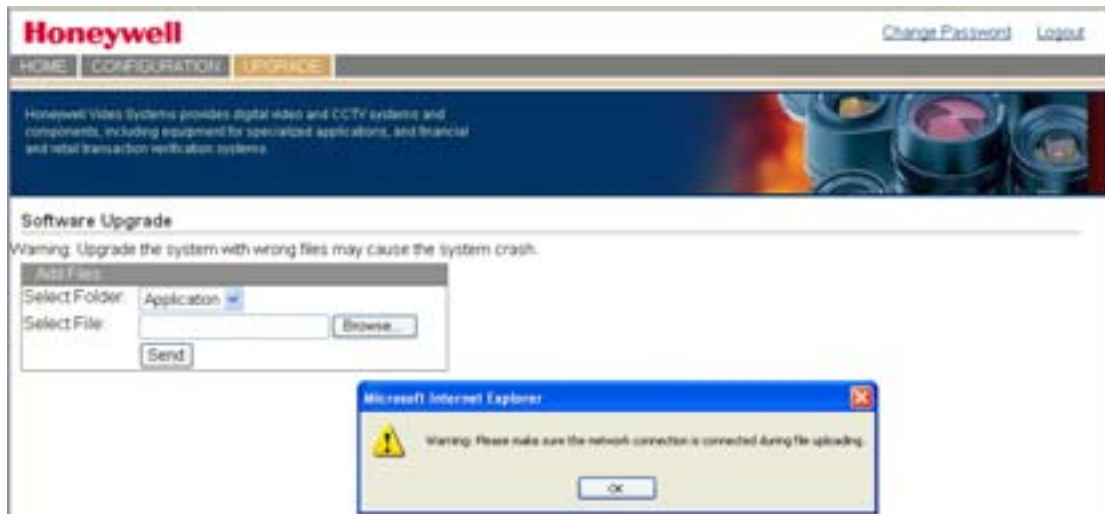 Honeywell
Change Password Logout
HOME CONFIGURATION UPGRADE
Honeywell Video Systems provides digital video and CCTV systems and
components, including equipment for specialized applications, and financial
and retail transaction verification systems.
Software Upgrade
Warning: Upgrade the system with wrong files may cause the system crash.
Add Files
Select Folder: Application
Select File: Browse...
Send
Microsoft Internet Explorer
Warning: Please make sure the network connection is connected during file uploading.
OK